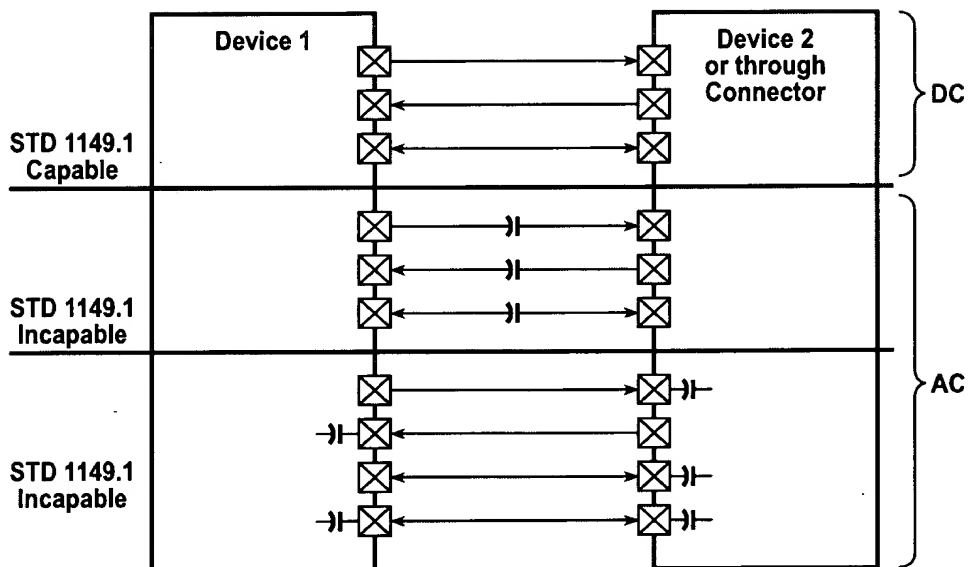 Device 1
Device 2
or through
Connector
DC
STD 1149.1
Capable
STD 1149.1
Incapable
AC
STD 1149.1
Incapable